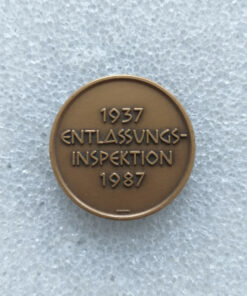 1937
ENTLASSUNGS-
INSPEKTION
1987